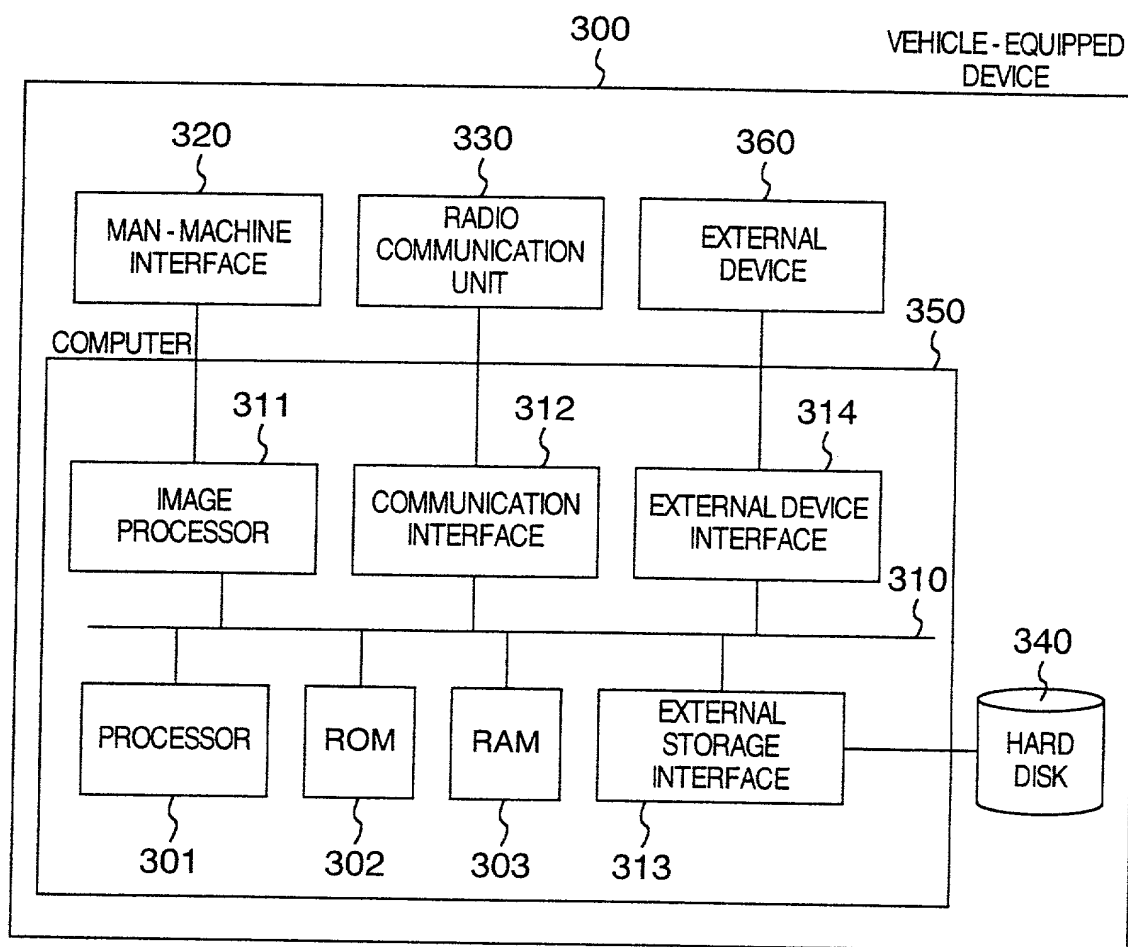 300
VEHICLE-EQUIPPED
DEVICE
320
330
360
MAN-MACHINE
INTERFACE
RADIO
COMMUNICATION
UNIT
EXTERNAL
DEVICE
350
COMPUTER
311
312
314
IMAGE
PROCESSOR
COMMUNICATION
INTERFACE
EXTERNAL DEVICE
INTERFACE
310
340
PROCESSOR
ROM
RAM
EXTERNAL
STORAGE
INTERFACE
HARD
DISK
301
302
303
313